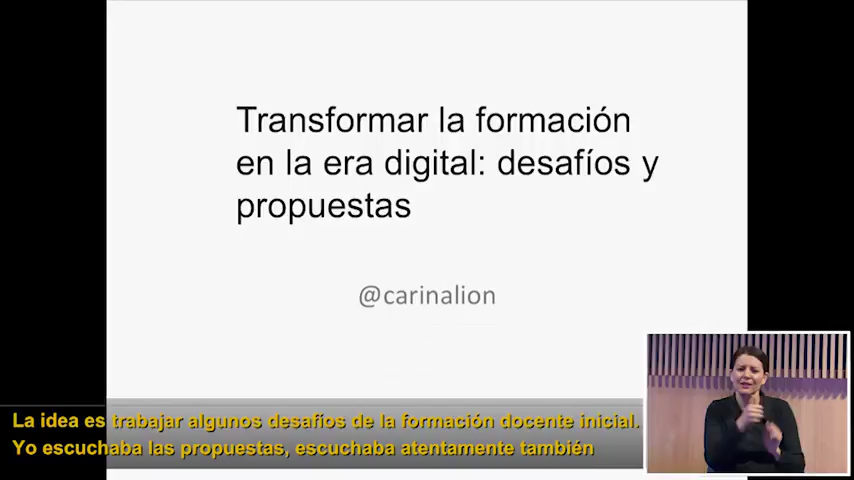 Transformar la formación
en la era digital: desafíos y
propuestas
@carinalion
La idea es trabajar algunos desafíos de la formación docente inicial.
Yo escuchaba las propuestas, escuchaba atentamente también